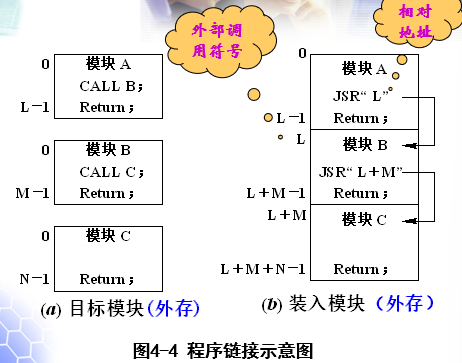 外部调
用符号
相对
地址
0
模块 A
CALL B；
L－1
Return；
0
模块 B
CALL C；
M－1
Return；
0
模块 C
N－1
Return；
(a) 目标模块(外存)
0
模块 A
JSR“ L”
L－1
Return；
L
模块 B
JSR“ L＋M”
L＋M－1
Return；
L＋M
模块 C
L＋M＋N－1
Return；
(b) 装入模块（外存）
图4-4 程序链接示意图